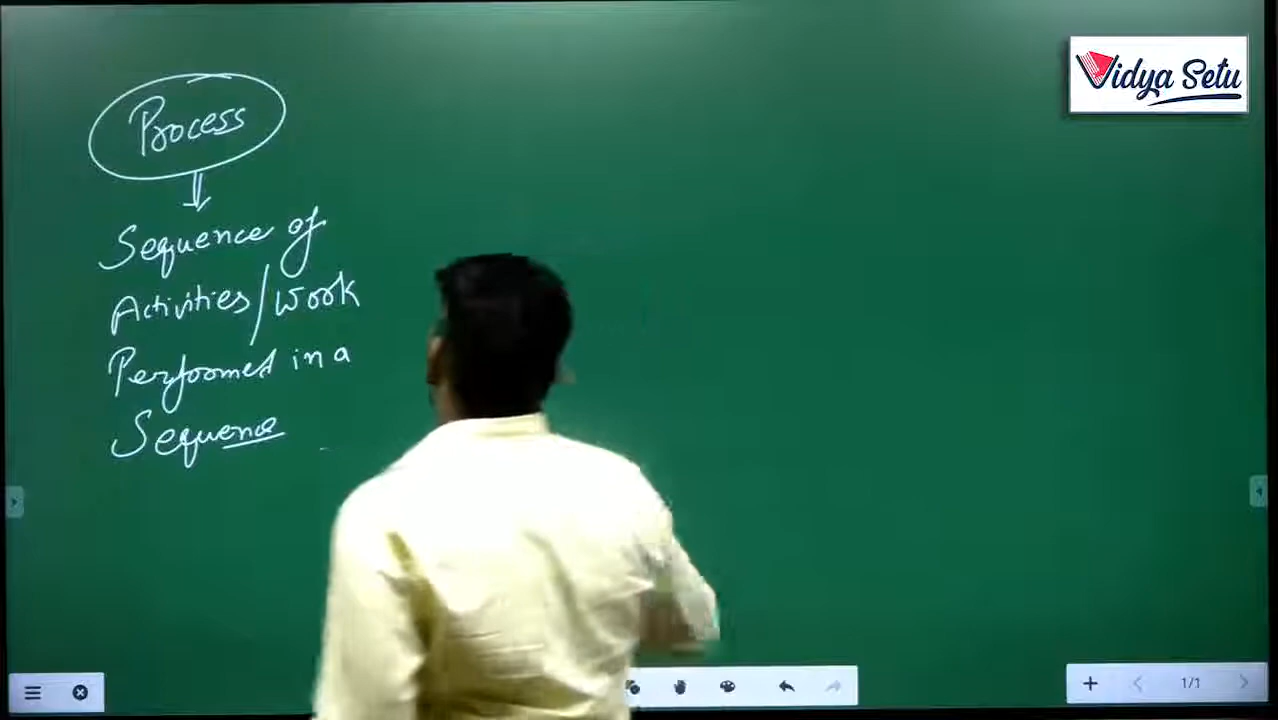 Process
Sequence of
Activities/Work
Performed in a
Sequence
Vidya Setu
1/1